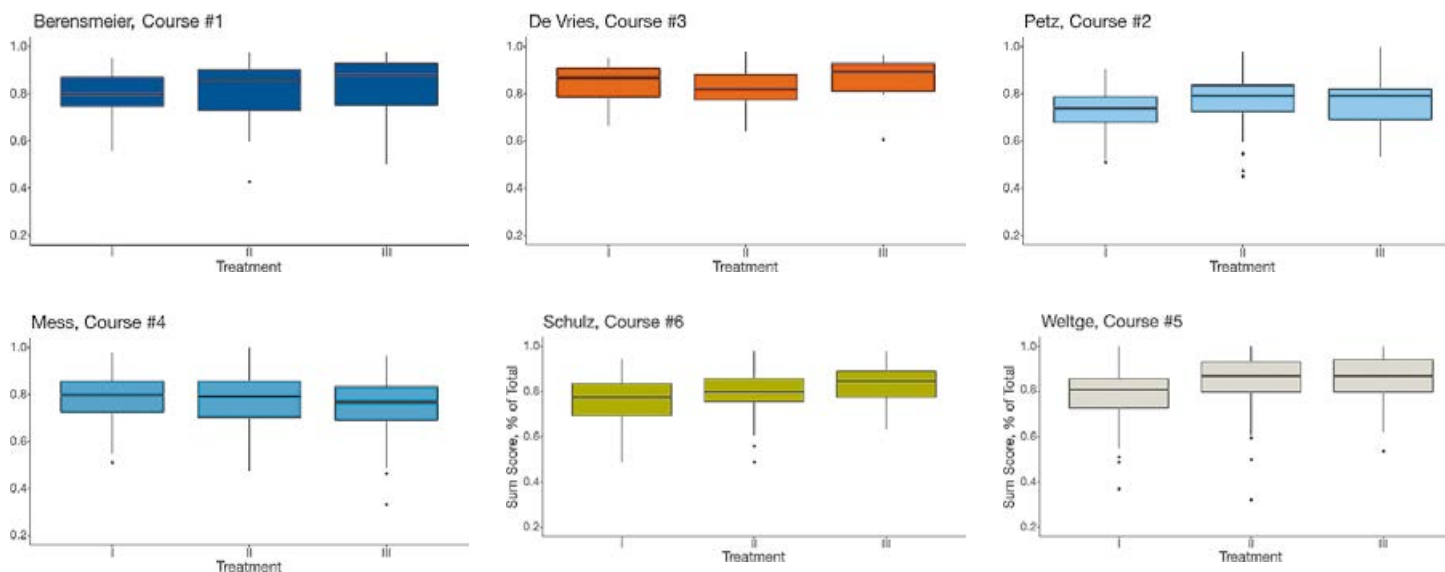 Berensmeier, Course #1
1.0
0.8
0.6
0.4
0.2
I
II
III
Treatment
De Vries, Course #3
1.0
0.8
0.6
0.4
0.2
I
II
III
Treatment
Petz, Course #2
1.0
0.8
0.6
0.4
0.2
I
II
III
Treatment
Mess, Course #4
1.0
0.8
0.6
0.4
0.2
I
II
III
Treatment
Schulz, Course #6
Sum Score, % of Total
1.0
0.8
0.6
0.4
0.2
I
II
III
Treatment
Weltge, Course #5
Sum Score, % of Total
1.0
0.8
0.6
0.4
0.2
I
II
III
Treatment